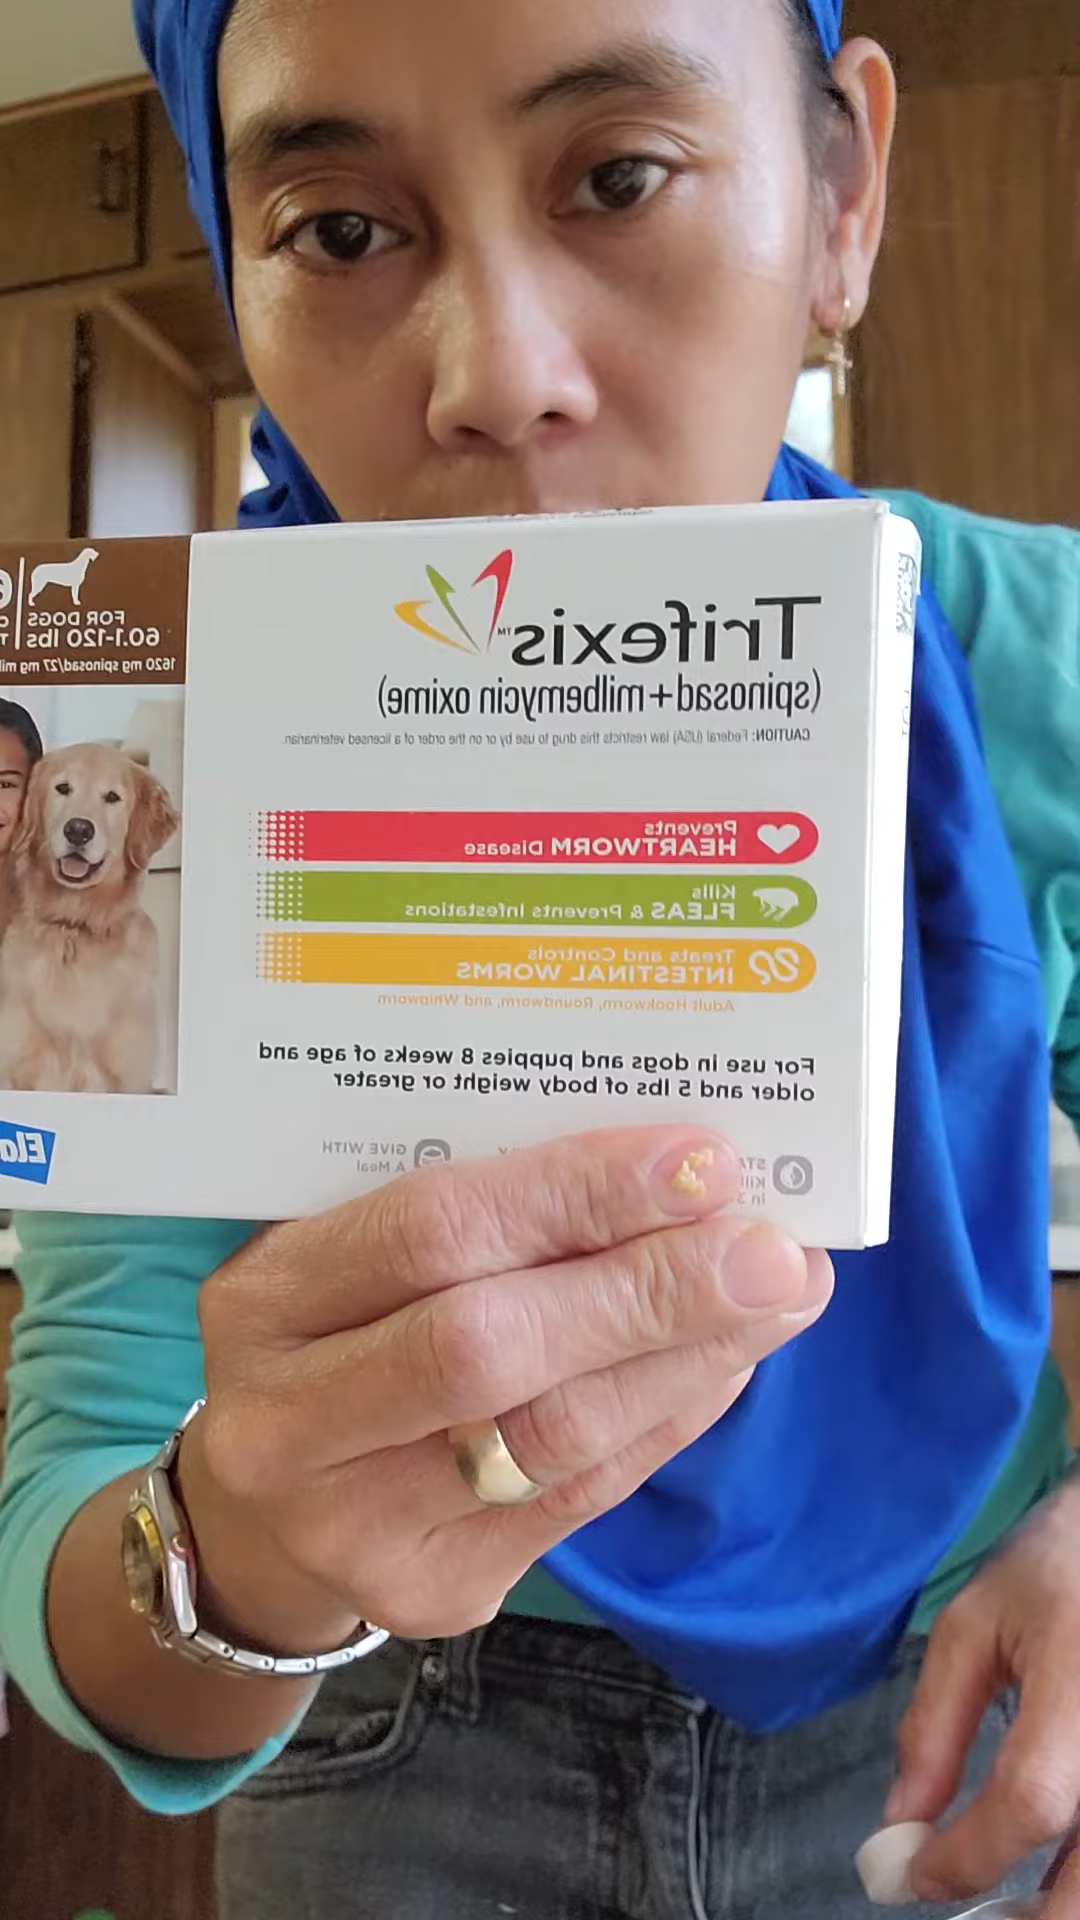 Trifexis™
(spinosad+milbemycin oxime)
CAUTION: Federal (USA) law restricts this drug to use by or on the order of a licensed veterinarian.
Prevents
HEARTWORM Disease
Kills
FLEAS & Prevents Infestations
Treats and Controls
INTESTINAL WORMS
Adult Hookworm, Roundworm, and Whipworm
For use in dogs and puppies 8 weeks of age and
older and 5 lbs of body weight or greater
GIVE WITH
A Meal
FOR DOGS
60.1-120 lbs
1620 mg spinosad/27 mg